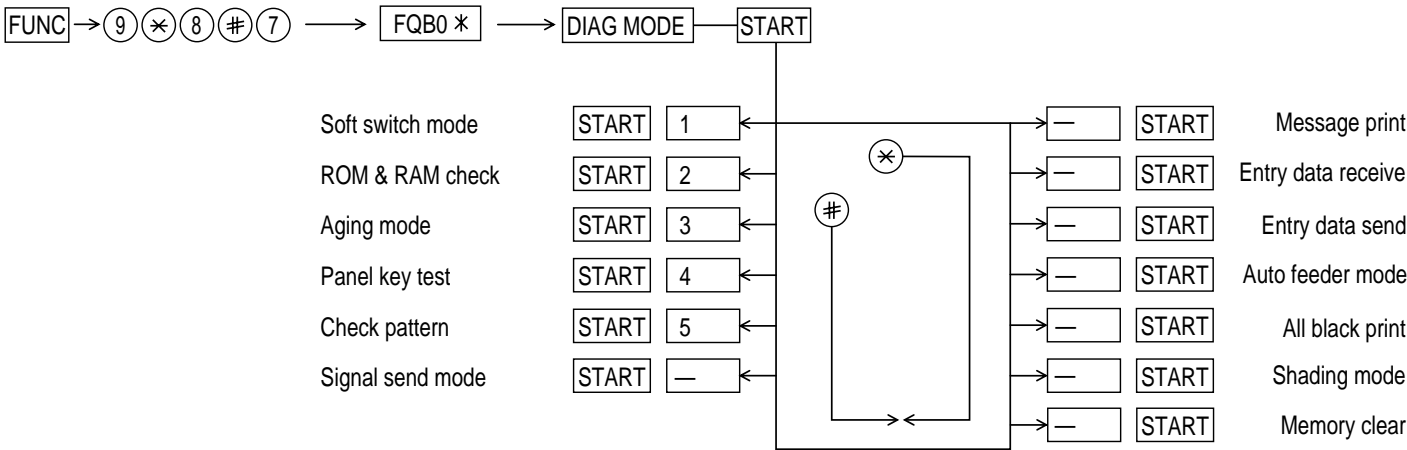 FUNC 9 * 8 # 7 FQB0 * DIAG MODE START
Soft switch mode START 1 — START Message print
*
ROM & RAM check START 2 — START Entry data receive
#
Aging mode START 3 — START Entry data send
Panel key test START 4 — START Auto feeder mode
Check pattern START 5 — START All black print
Signal send mode START — — START Shading mode
— START Memory clear